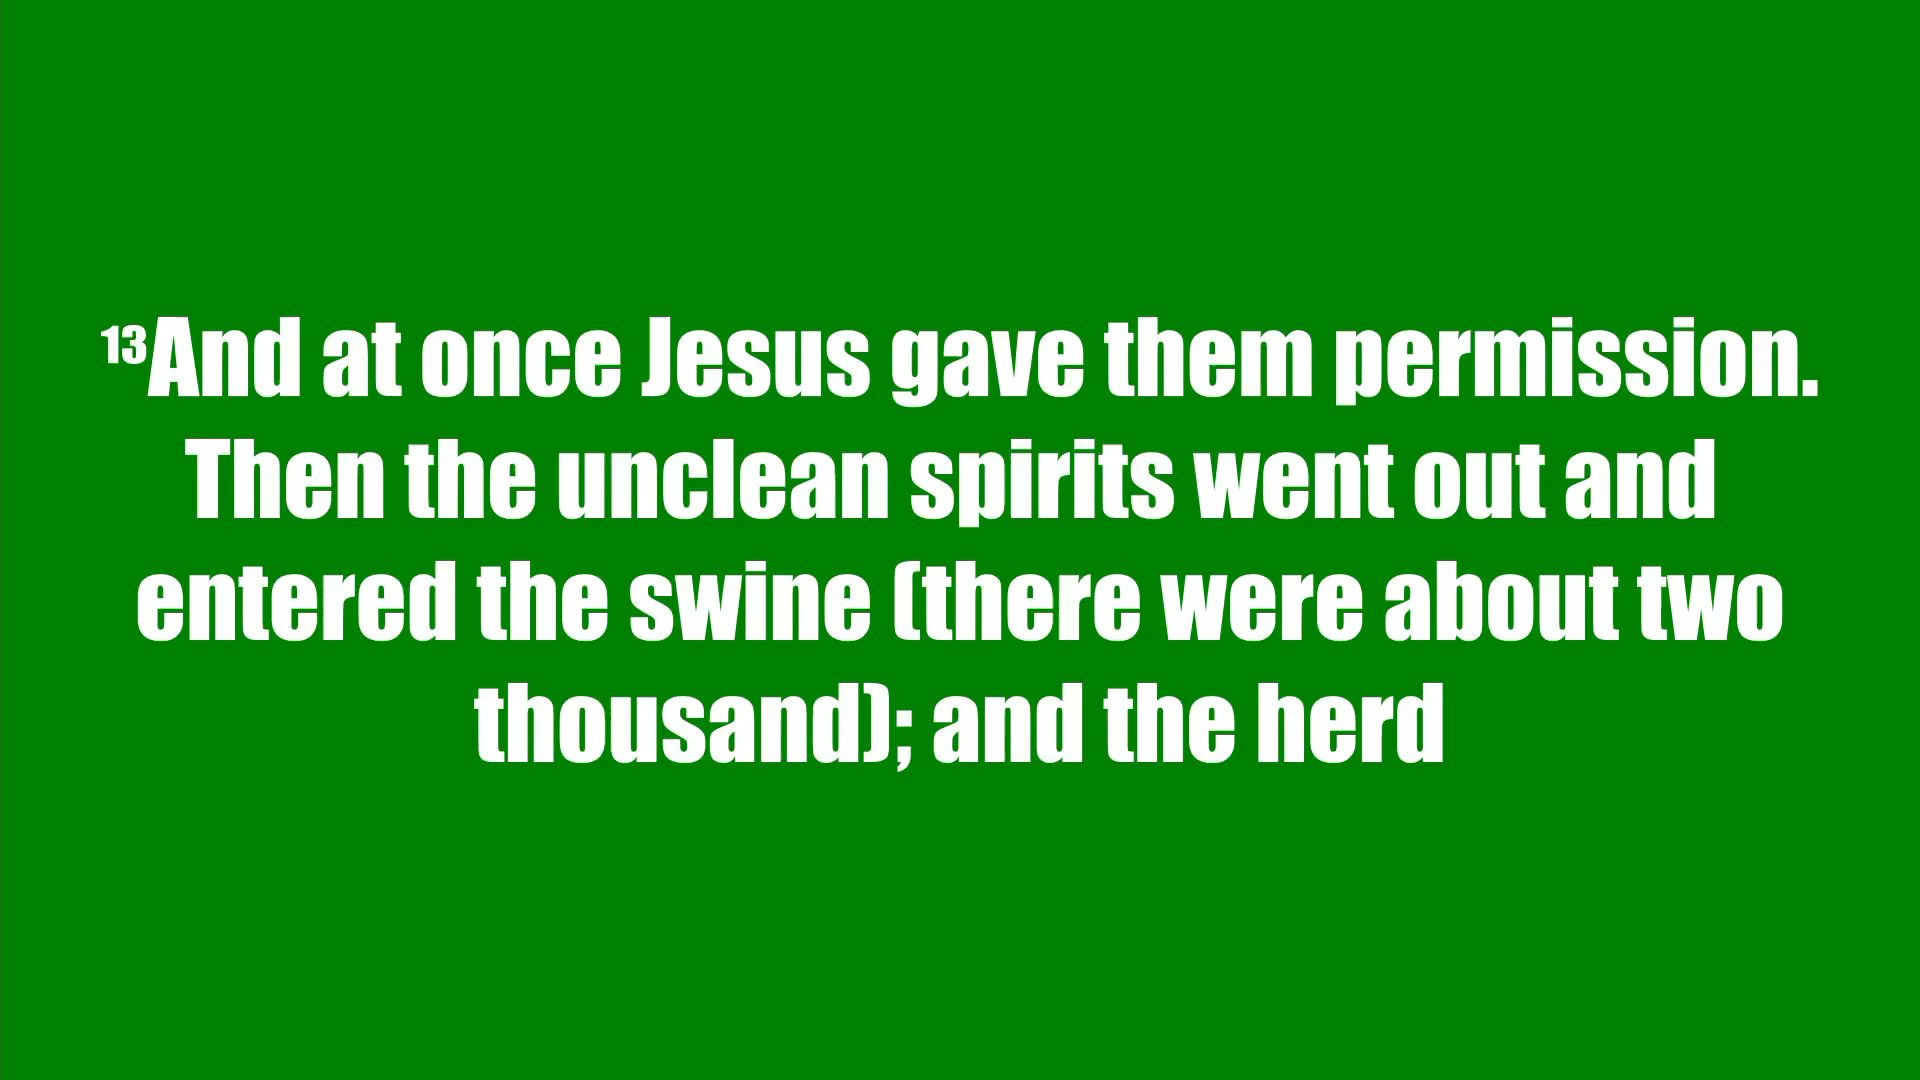 ¹³And at once Jesus gave them permission.
Then the unclean spirits went out and
entered the swine (there were about two
thousand); and the herd